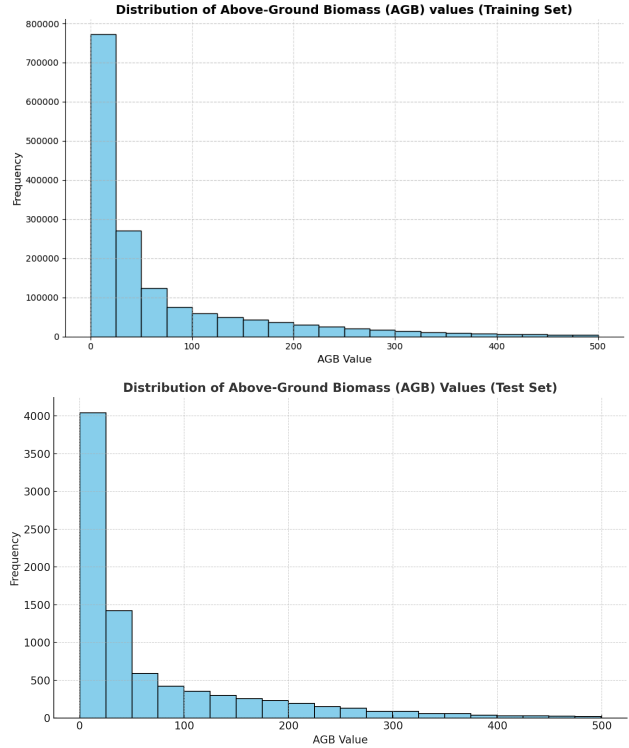 Distribution of Above-Ground Biomass (AGB) values (Training Set)
800000
700000
600000
500000
400000
300000
200000
100000
0
Frequency
0 100 200 300 400 500
AGB Value
Distribution of Above-Ground Biomass (AGB) Values (Test Set)
4000
3500
3000
2500
2000
1500
1000
500
0
Frequency
0 100 200 300 400 500
AGB Value